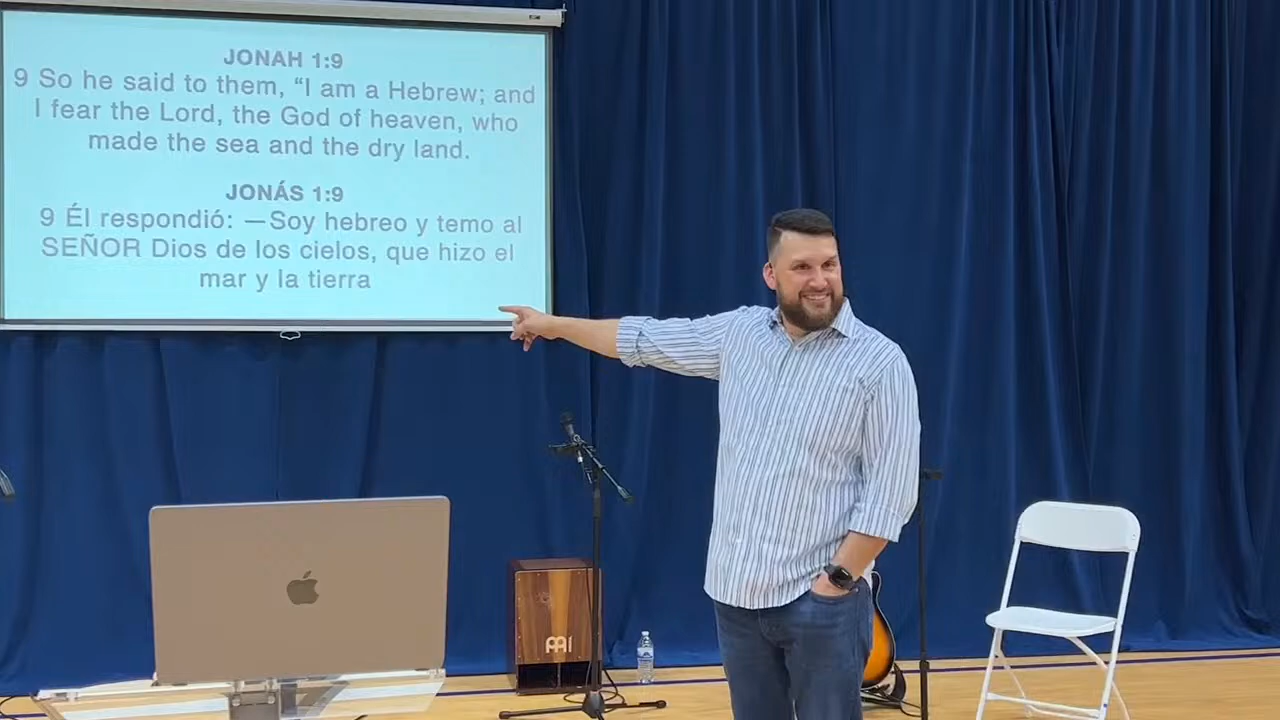 JONAH 1:9
9 So he said to them, “I am a Hebrew; and
I fear the Lord, the God of heaven, who
made the sea and the dry land.
JONÁS 1:9
9 Él respondió: —Soy hebreo y temo al
SEÑOR Dios de los cielos, que hizo el
mar y la tierra